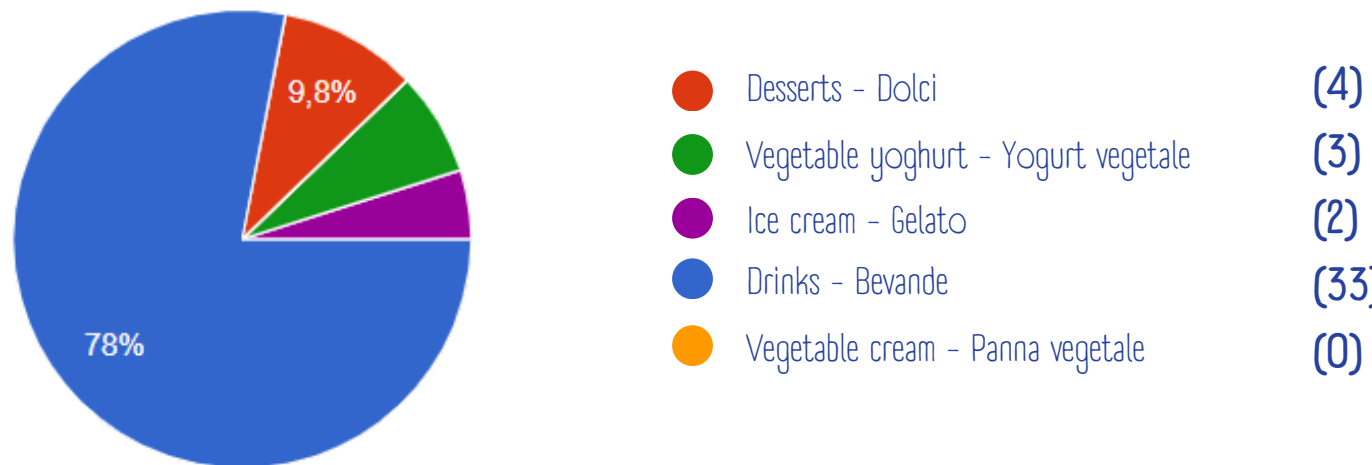 9,8%
78%
Desserts - Dolci (4)
Vegetable yoghurt - Yogurt vegetale (3)
Ice cream - Gelato (2)
Drinks - Bevande (33)
Vegetable cream - Panna vegetale (0)